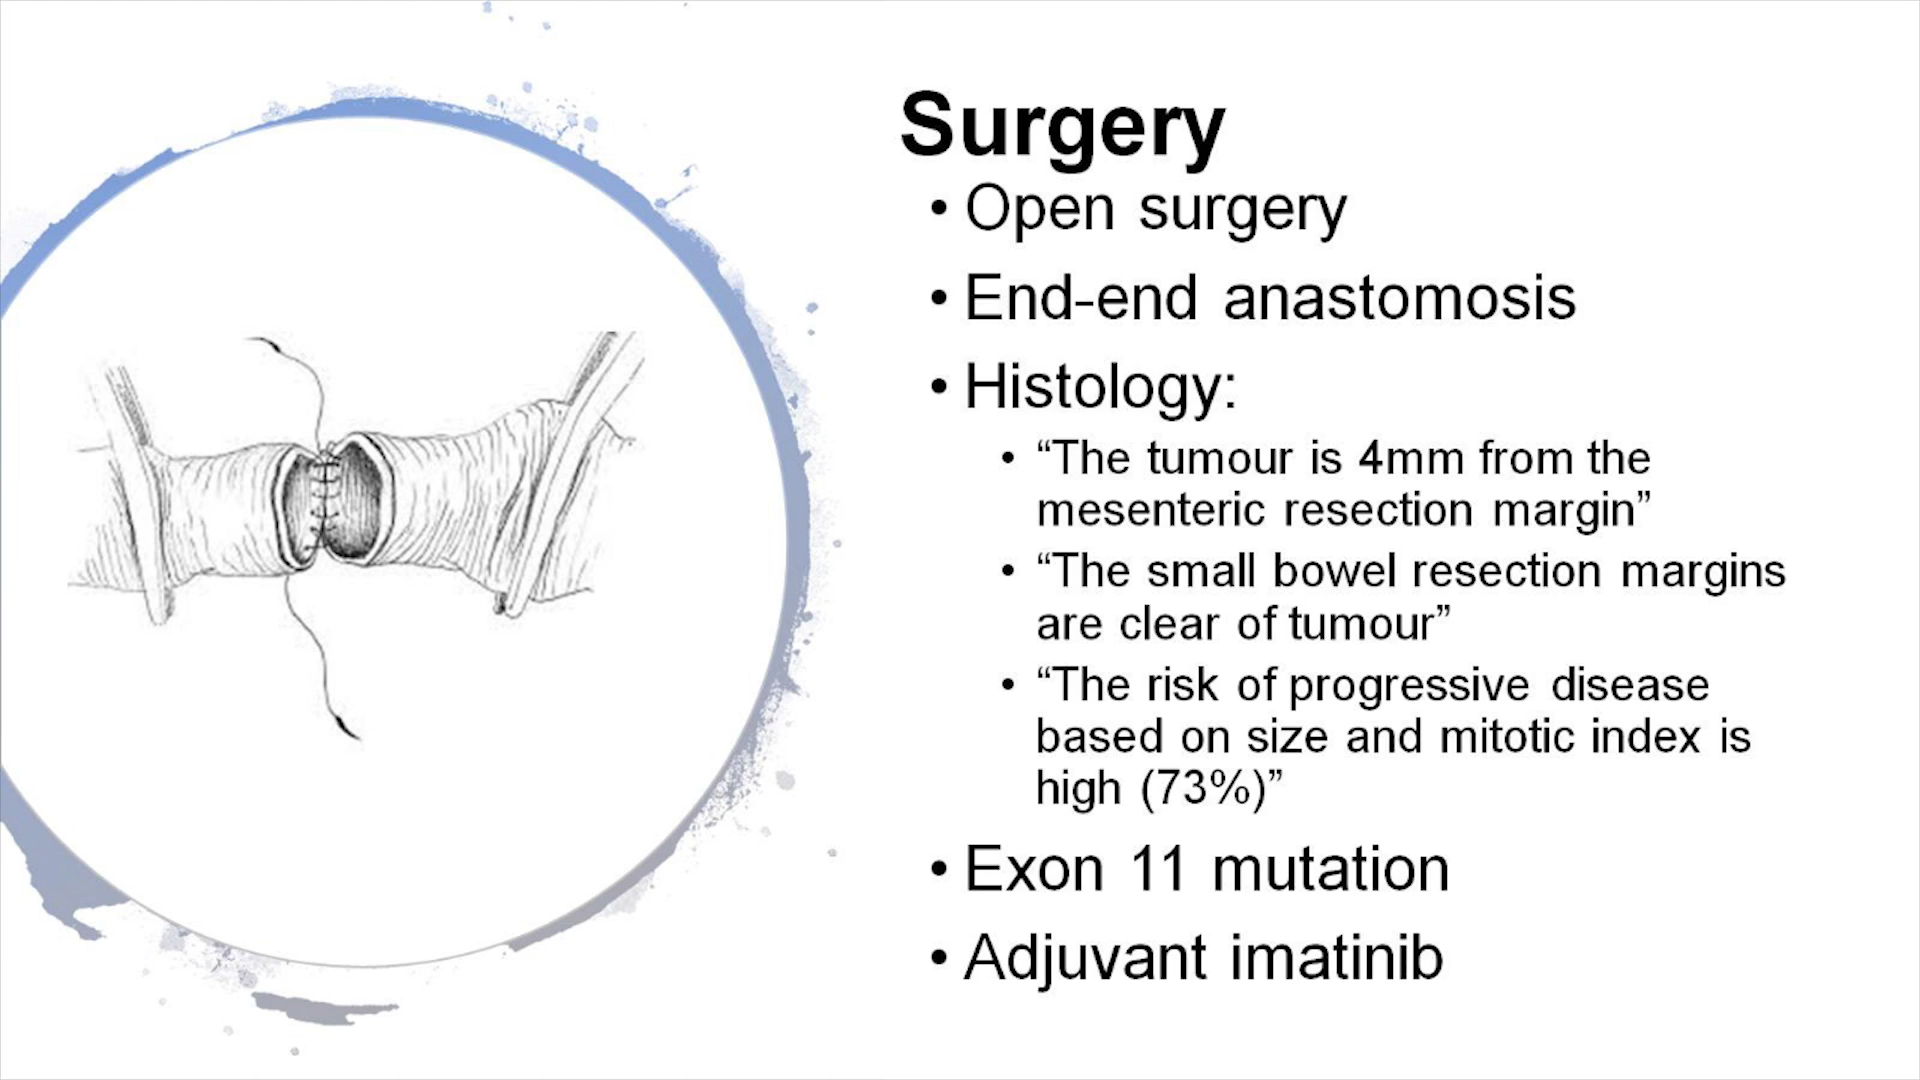 Surgery
• Open surgery
• End-end anastomosis
• Histology:
• “The tumour is 4mm from the
mesenteric resection margin”
• “The small bowel resection margins
are clear of tumour”
• “The risk of progressive disease
based on size and mitotic index is
high (73%)”
• Exon 11 mutation
• Adjuvant imatinib